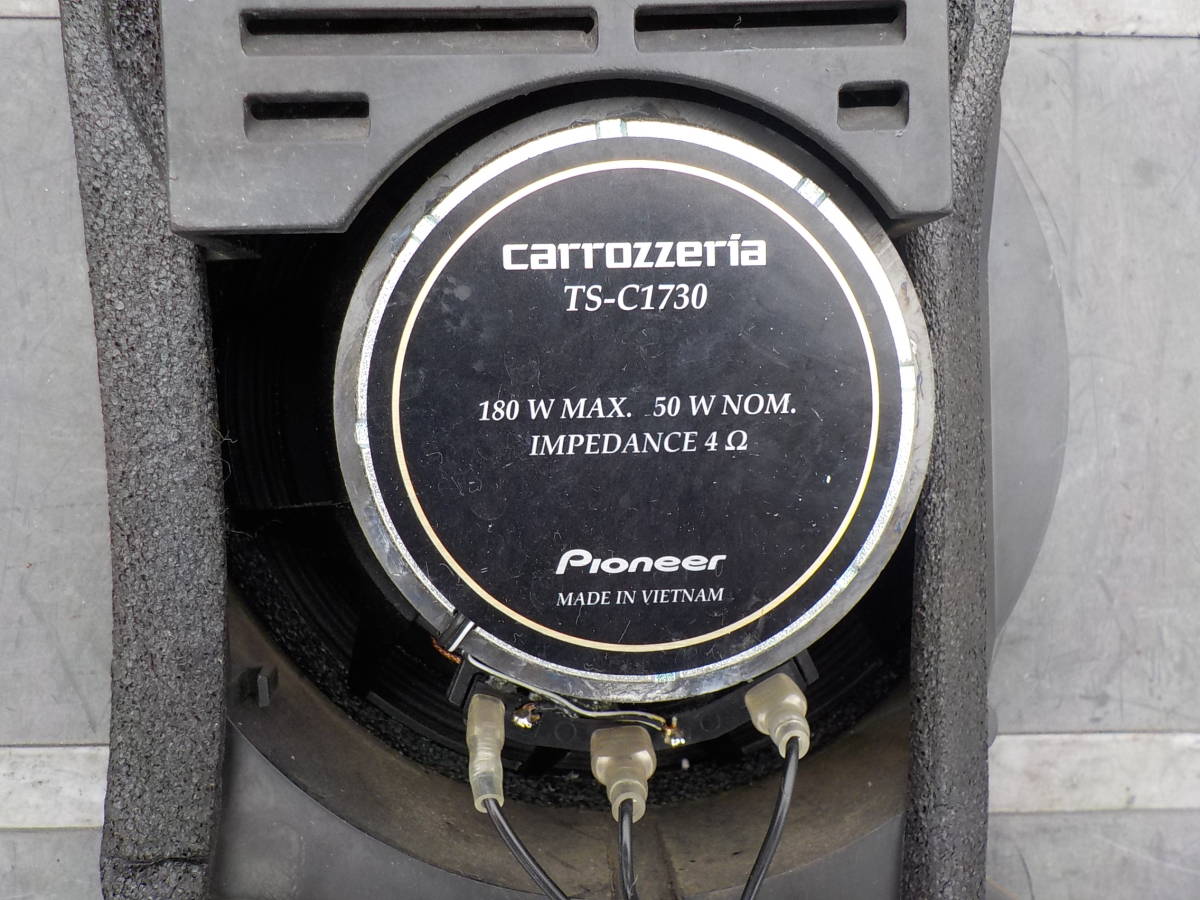 carrozzeria
TS-C1730
180 W MAX. 50 W NOM.
IMPEDANCE 4 Ω
Pioneer
MADE IN VIETNAM